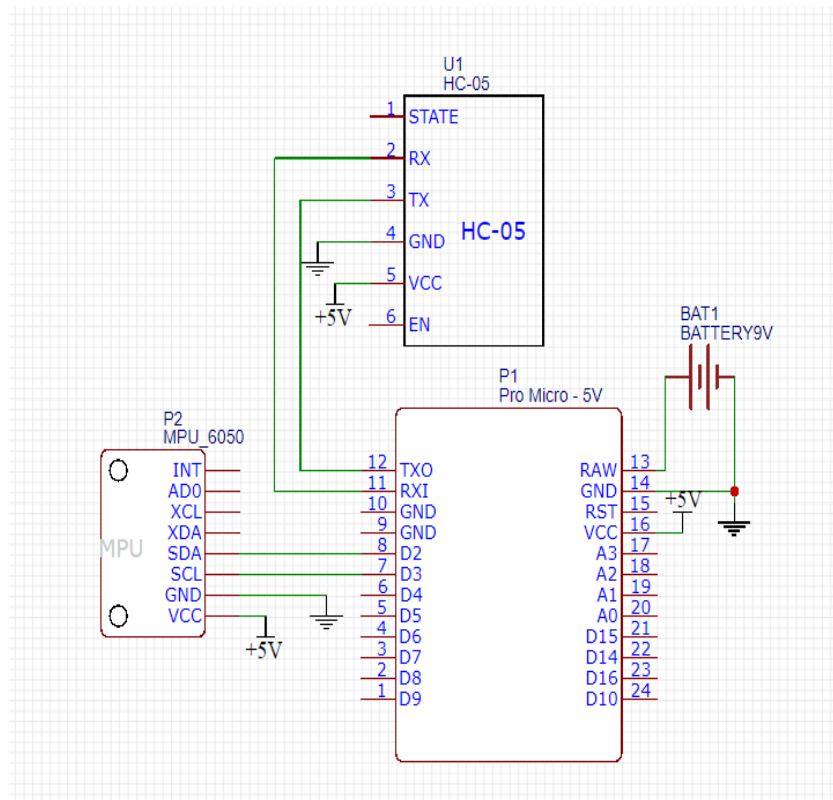 U1
HC-05
1 STATE
2 RX
3 TX
4 GND
5 VCC
6 EN
HC-05
+5V
BAT1
BATTERY9V
P1
Pro Micro - 5V
12 TXO
11 RXI
10 GND
9 GND
8 D2
7 D3
6 D4
5 D5
4 D6
3 D7
2 D8
1 D9
RAW 13
GND 14
RST 15
VCC 16
A3 17
A2 18
A1 19
A0 20
D15 21
D14 22
D16 23
D10 24
+5V
P2
MPU_6050
MPU
INT
AD0
XCL
XDA
SDA
SCL
GND
VCC
+5V